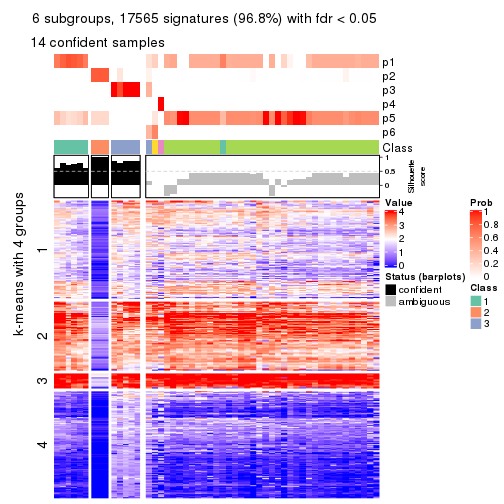 6 subgroups, 17565 signatures (96.8%) with fdr < 0.05
14 confident samples
p1
p2
p3
p4
p5
p6
Class
1
0.5
0
Silhouette
score
k-means with 4 groups
1
2
3
4
Value
4
3
2
1
0
Status (barplots)
confident
ambiguous
Prob
1
0.8
0.6
0.4
0.2
0
Class
1
2
3